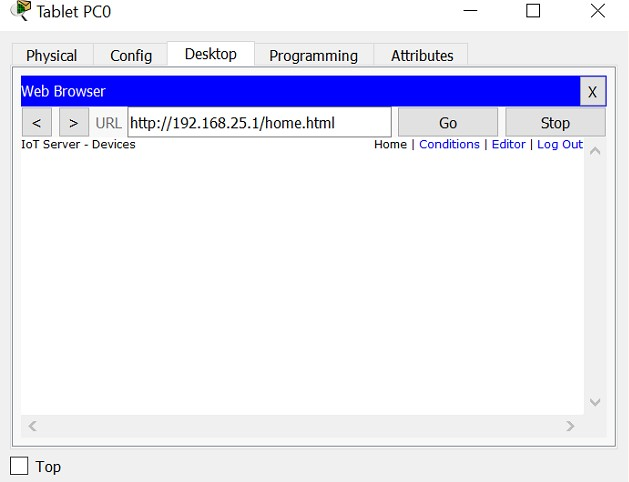 Tablet PC0
Physical Config Desktop Programming Attributes
Web Browser X
< > URL http://192.168.25.1/home.html Go Stop
IoT Server - Devices Home | Conditions | Editor | Log Out
Top